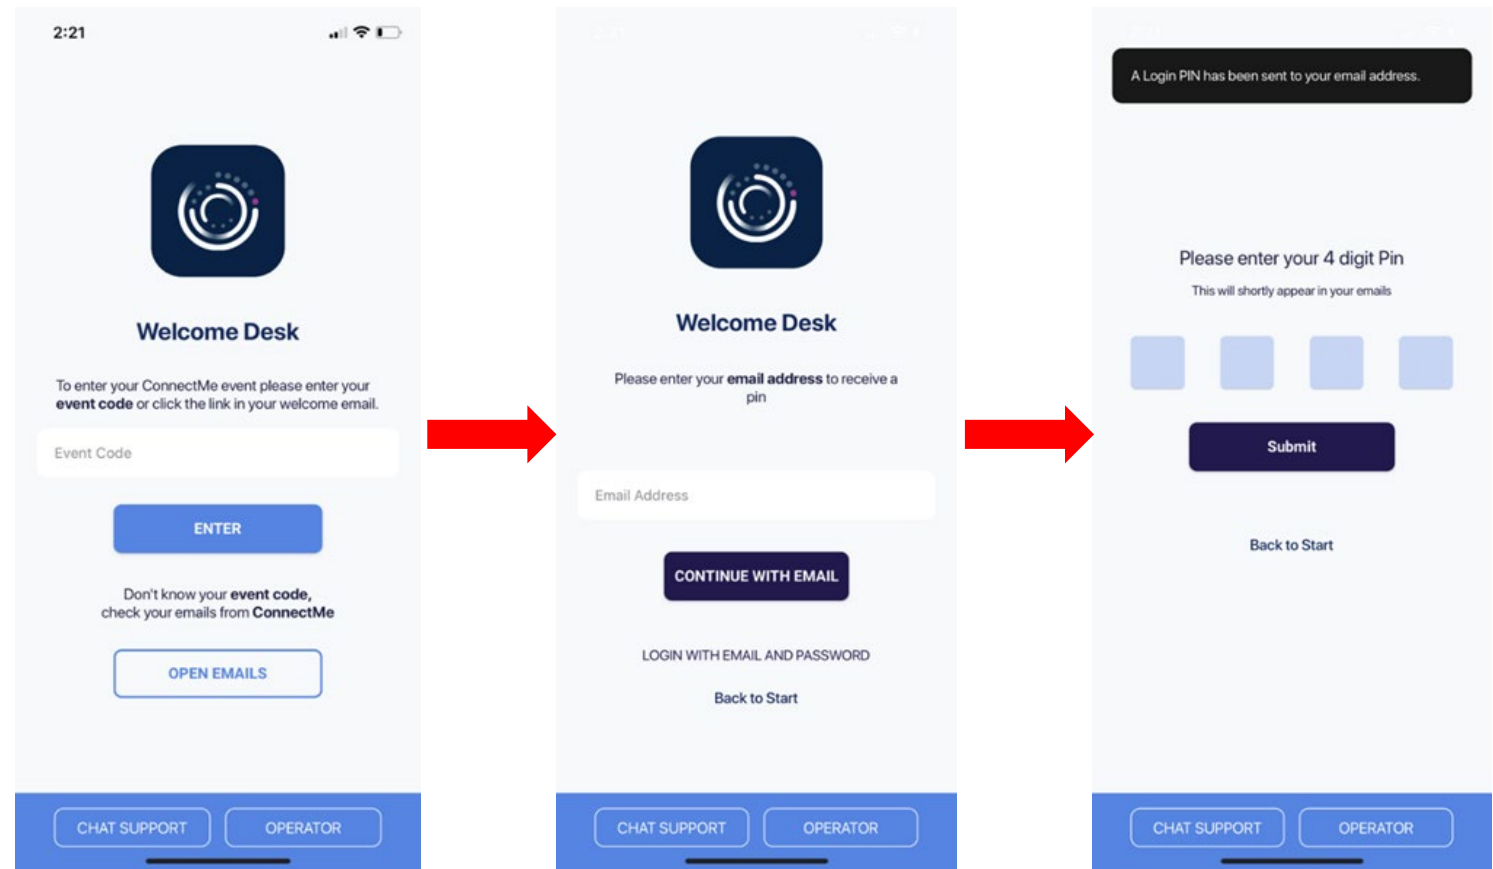 2:21
Welcome Desk
To enter your ConnectMe event please enter your
event code or click the link in your welcome email.
Event Code
ENTER
Don't know your event code,
check your emails from ConnectMe
OPEN EMAILS
CHAT SUPPORT
OPERATOR
Welcome Desk
Please enter your email address to receive a
pin
Email Address
CONTINUE WITH EMAIL
LOGIN WITH EMAIL AND PASSWORD
Back to Start
CHAT SUPPORT
OPERATOR
A Login PIN has been sent to your email address.
Please enter your 4 digit Pin
This will shortly appear in your emails
Submit
Back to Start
CHAT SUPPORT
OPERATOR